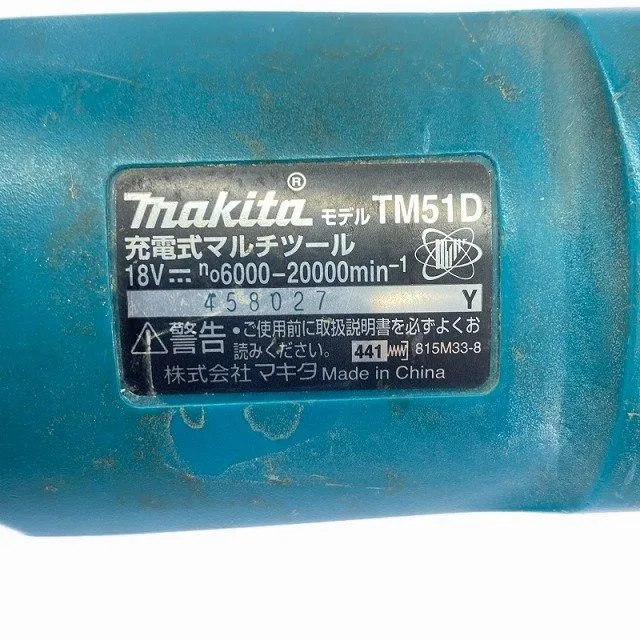 makita® モデル TM51D
充電式マルチツール
18V⎓ n₀6000-20000min⁻¹
458027 Y
⚠警告・ご使用前に取扱説明書を必ずよくお
読みください。 441 815M33-8
株式会社マキタ Made in China